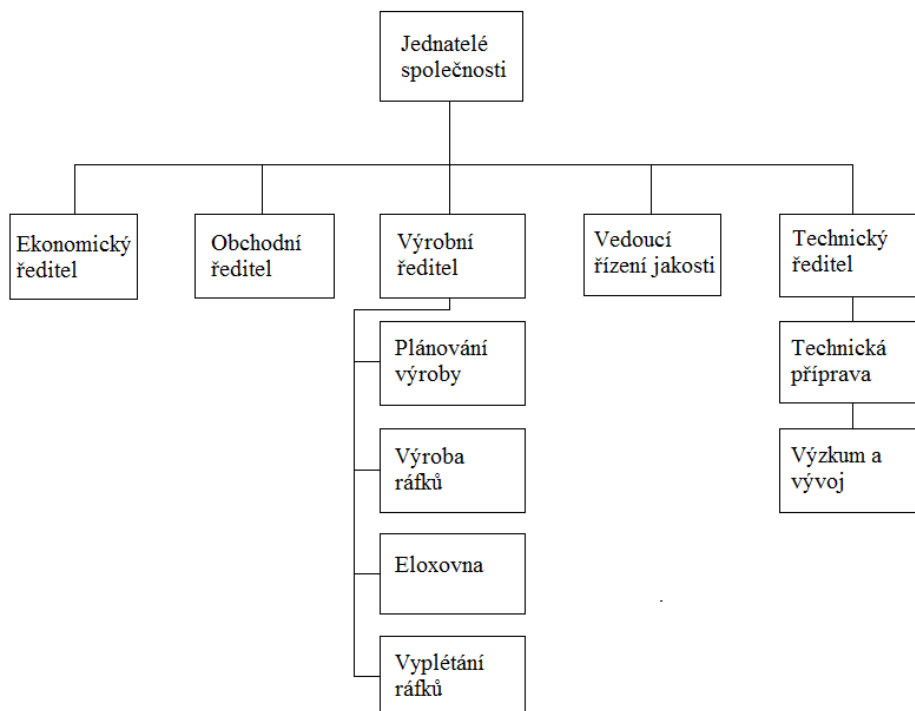 Jednatelé
společnosti
Ekonomický
ředitel
Obchodní
ředitel
Výrobní
ředitel
Vedoucí
řízení jakosti
Technický
ředitel
Plánování
výroby
Technická
příprava
Výroba
ráfků
Výzkum a
vývoj
Eloxovna
Vyplétání
ráfků